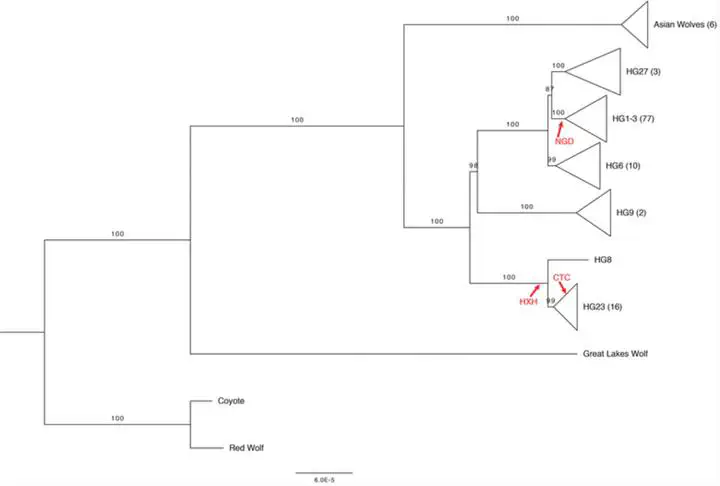 100
Asian Wolves (6)
100
HG27 (3)
87
100
100
HG1-3 (77)
100
NGD
99
HG6 (10)
98
100
HG9 (2)
100
100
100
HG8
CTC
HXH
99
HG23 (16)
Great Lakes Wolf
Coyote
100
Red Wolf
6.0E-5